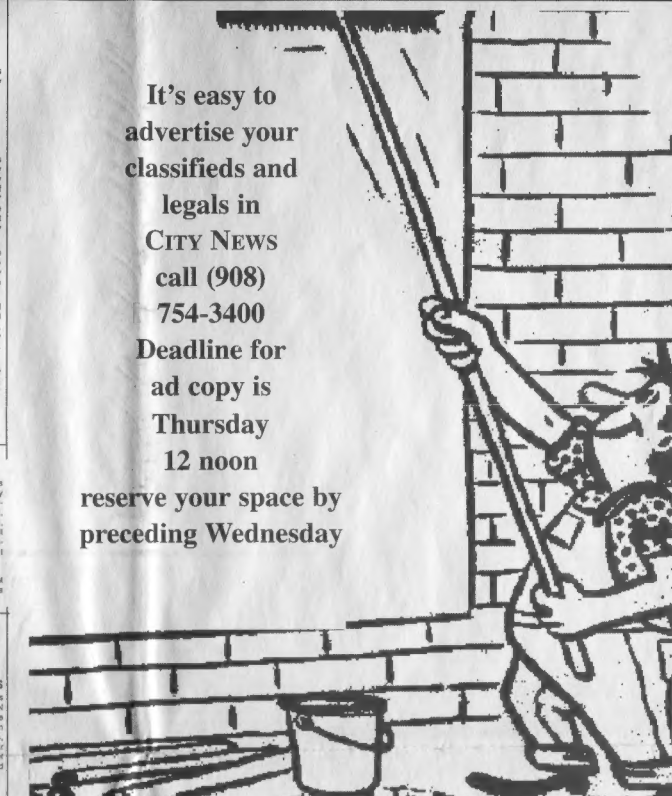 It's easy to
advertise your
classifieds and
legals in
CITY NEWS
call (908)
754-3400
Deadline for
ad copy is
Thursday
12 noon
reserve your space by
preceding Wednesday